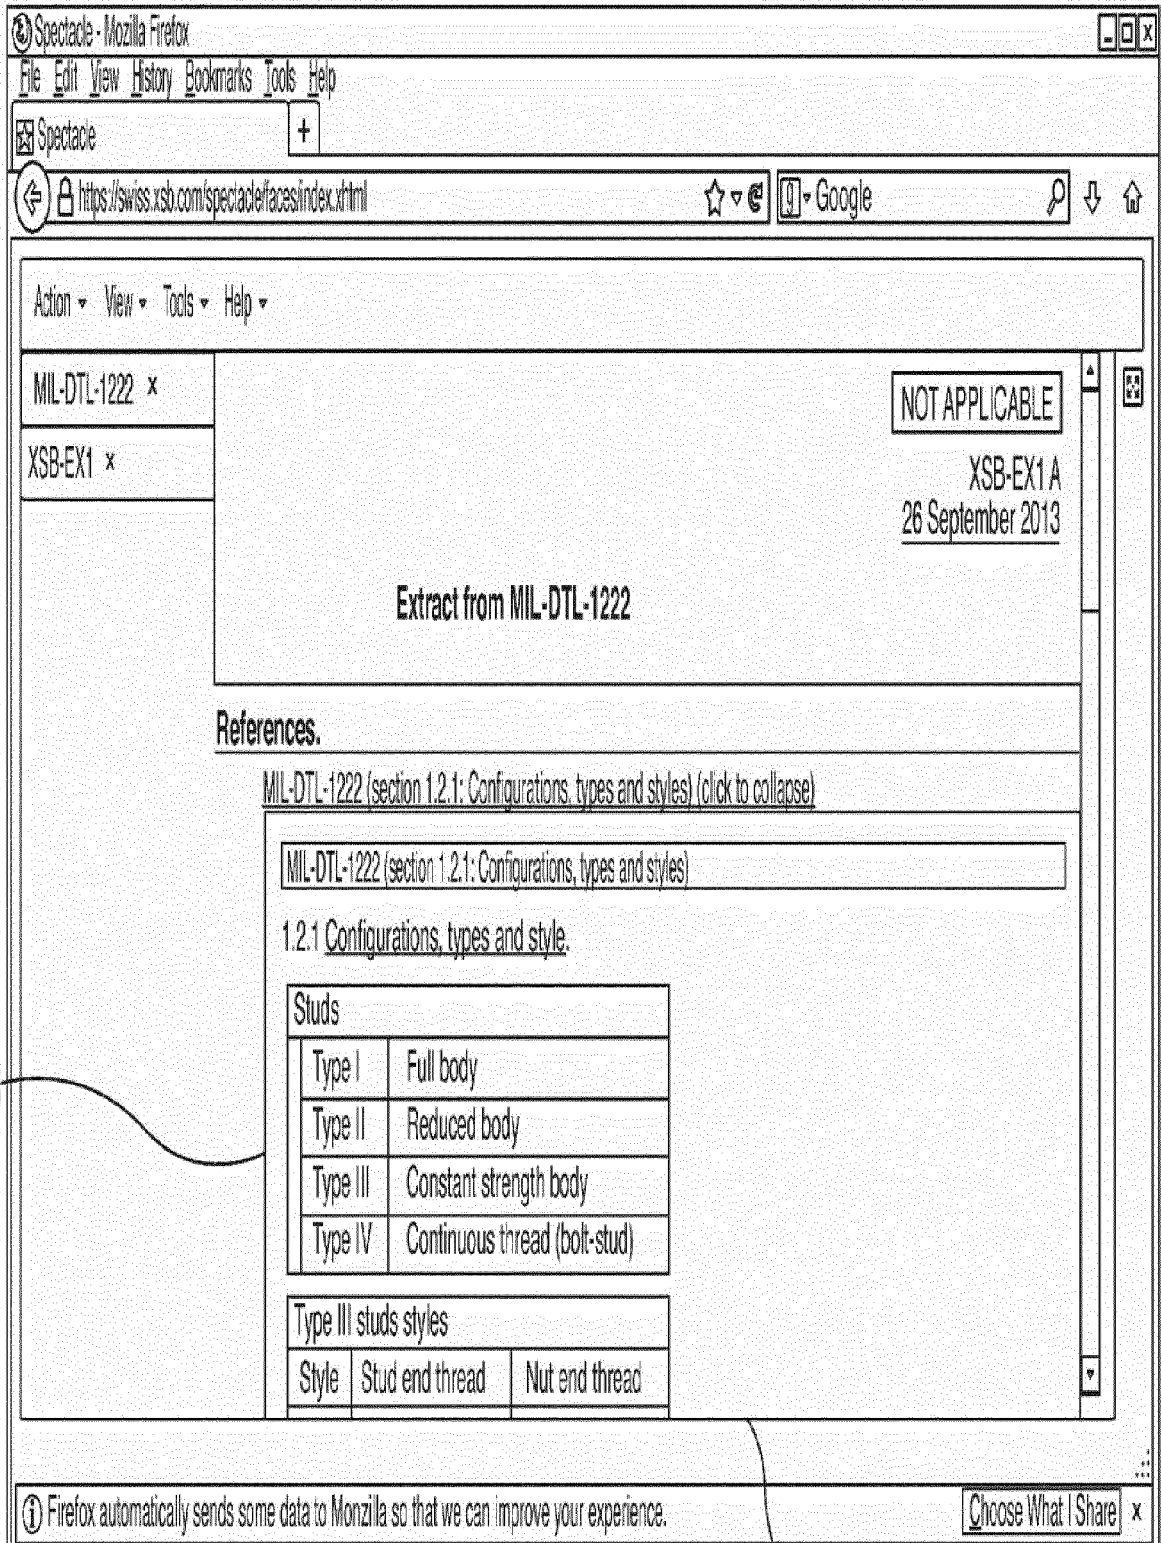 Spectacle - Mozilla Firefox
File Edit View History Bookmarks Tools Help
Spectacle +
https://swiss.xsb.com/spectacle/faces/index.xhtml Google
Action View Tools Help
MIL-DTL-1222 x
XSB-EX1 x
NOT APPLICABLE
XSB-EX1 A
26 September 2013
Extract from MIL-DTL-1222
References.
MIL-DTL-1222 (section 1.2.1: Configurations, types and styles) (click to collapse)
MIL-DTL-1222 (section 1.2.1: Configurations, types and styles)
1.2.1 Configurations, types and style.
Studs
Type I Full body
Type II Reduced body
Type III Constant strength body
Type IV Continuous thread (bolt-stud)
Type III studs styles
Style Stud end thread Nut end thread
Firefox automatically sends some data to Monzilla so that we can improve your experience. Choose What I Share x